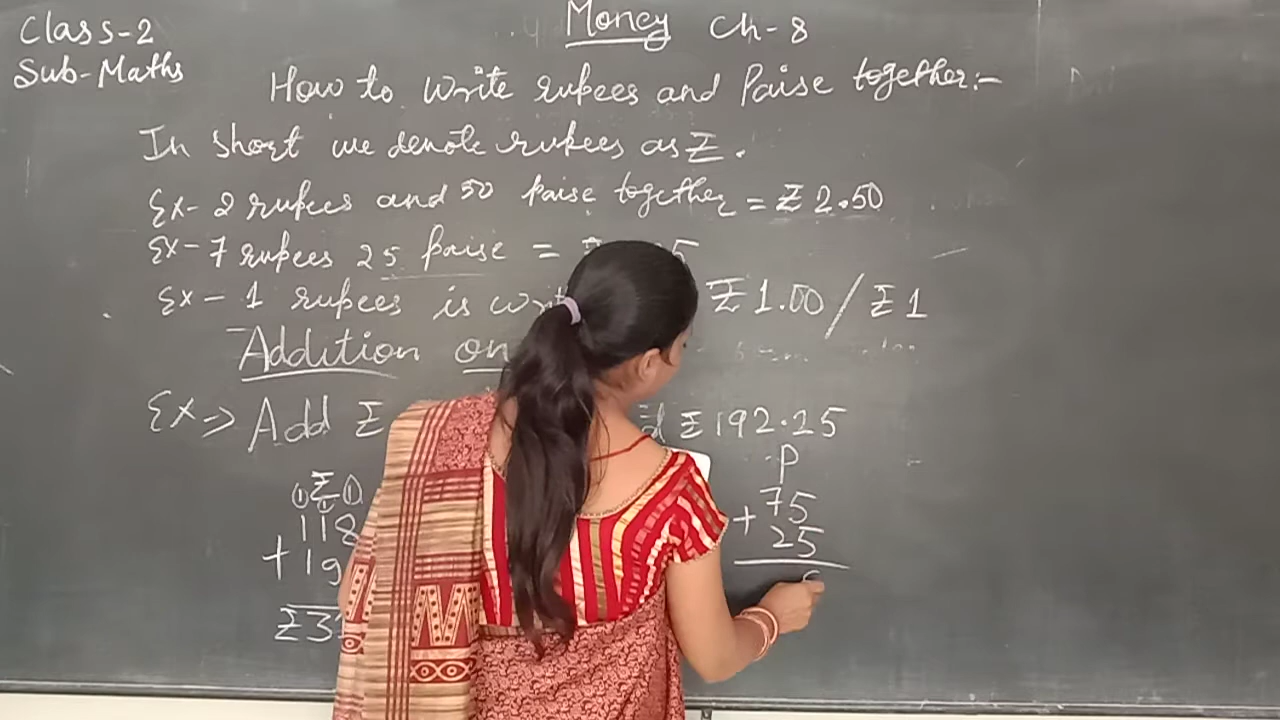 Class-2
Sub-Maths
Money Ch-8
How to write rupees and Paise together:-
In short we denote rupees as ₹.
Ex- 2 rupees and 50 paise together = ₹ 2.50
Ex- 7 rupees 25 paise =
Ex- 1 rupees is ₹ 1.00 / ₹ 1
Addition on
Ex⇒ Add ₹ ₹ 192.25
₹ P
118 75
+ 19 + 25
₹3